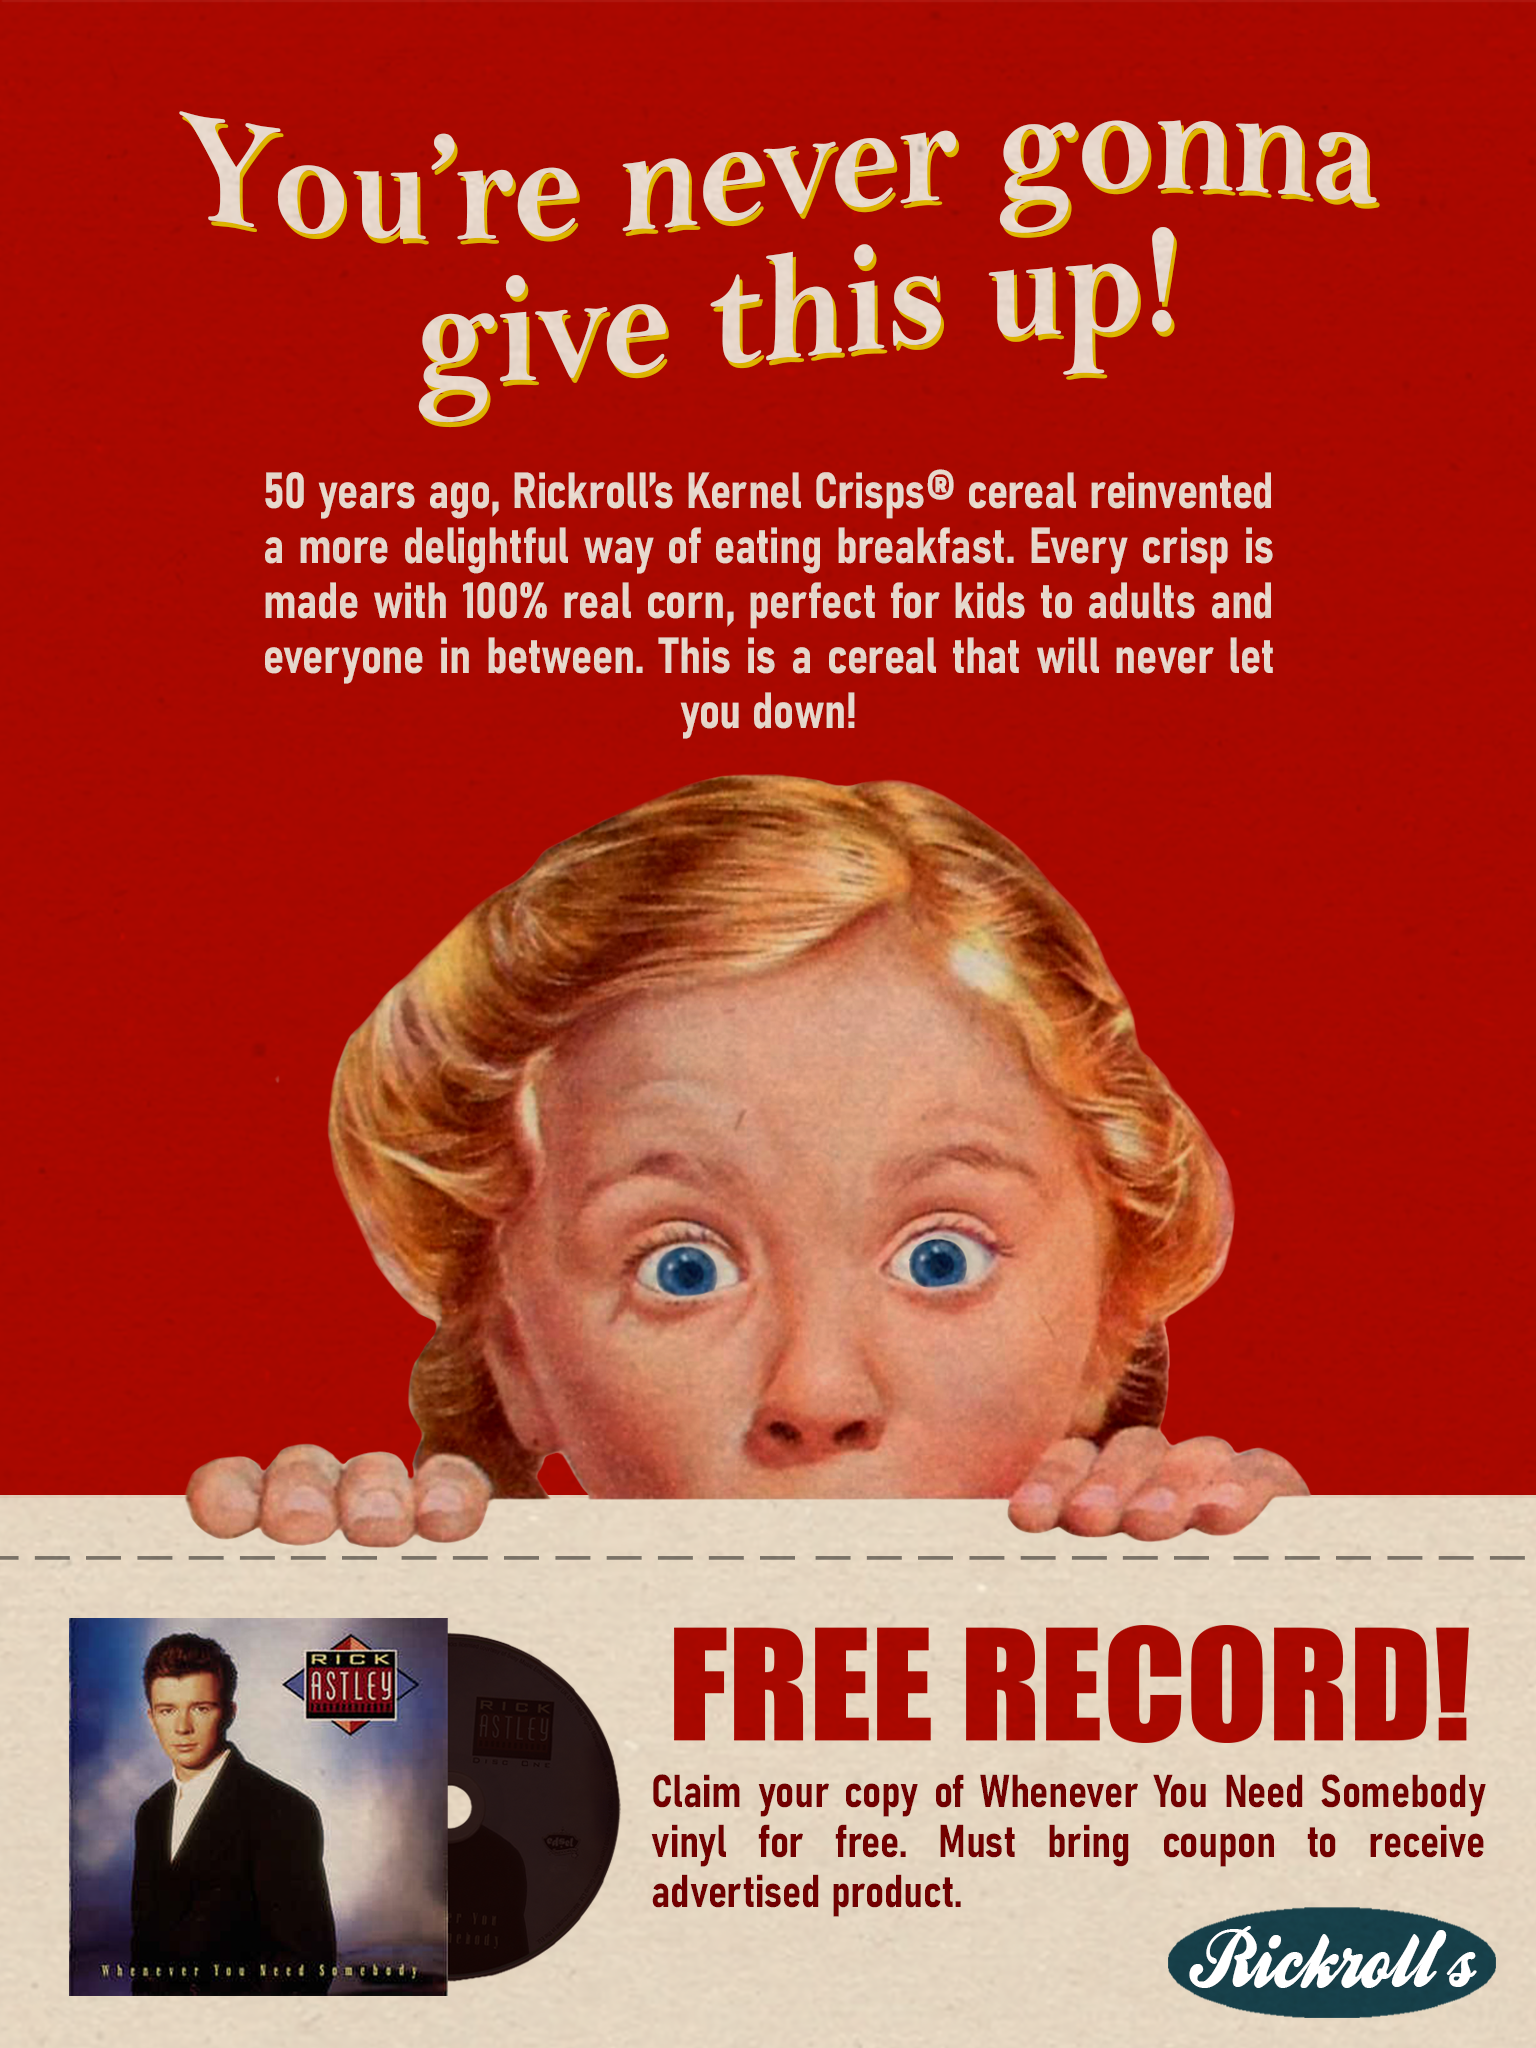 You're never gonna
give this up!
50 years ago, Rickroll's Kernel Crisps® cereal reinvented
a more delightful way of eating breakfast. Every crisp is
made with 100% real corn, perfect for kids to adults and
everyone in between. This is a cereal that will never let
you down!
RICK
ASTLEY
Whenever You Need Somebody
RICK
ASTLEY
DISC ONE
FREE RECORD!
Claim your copy of Whenever You Need Somebody
vinyl for free. Must bring coupon to receive
advertised product.
Rickroll's